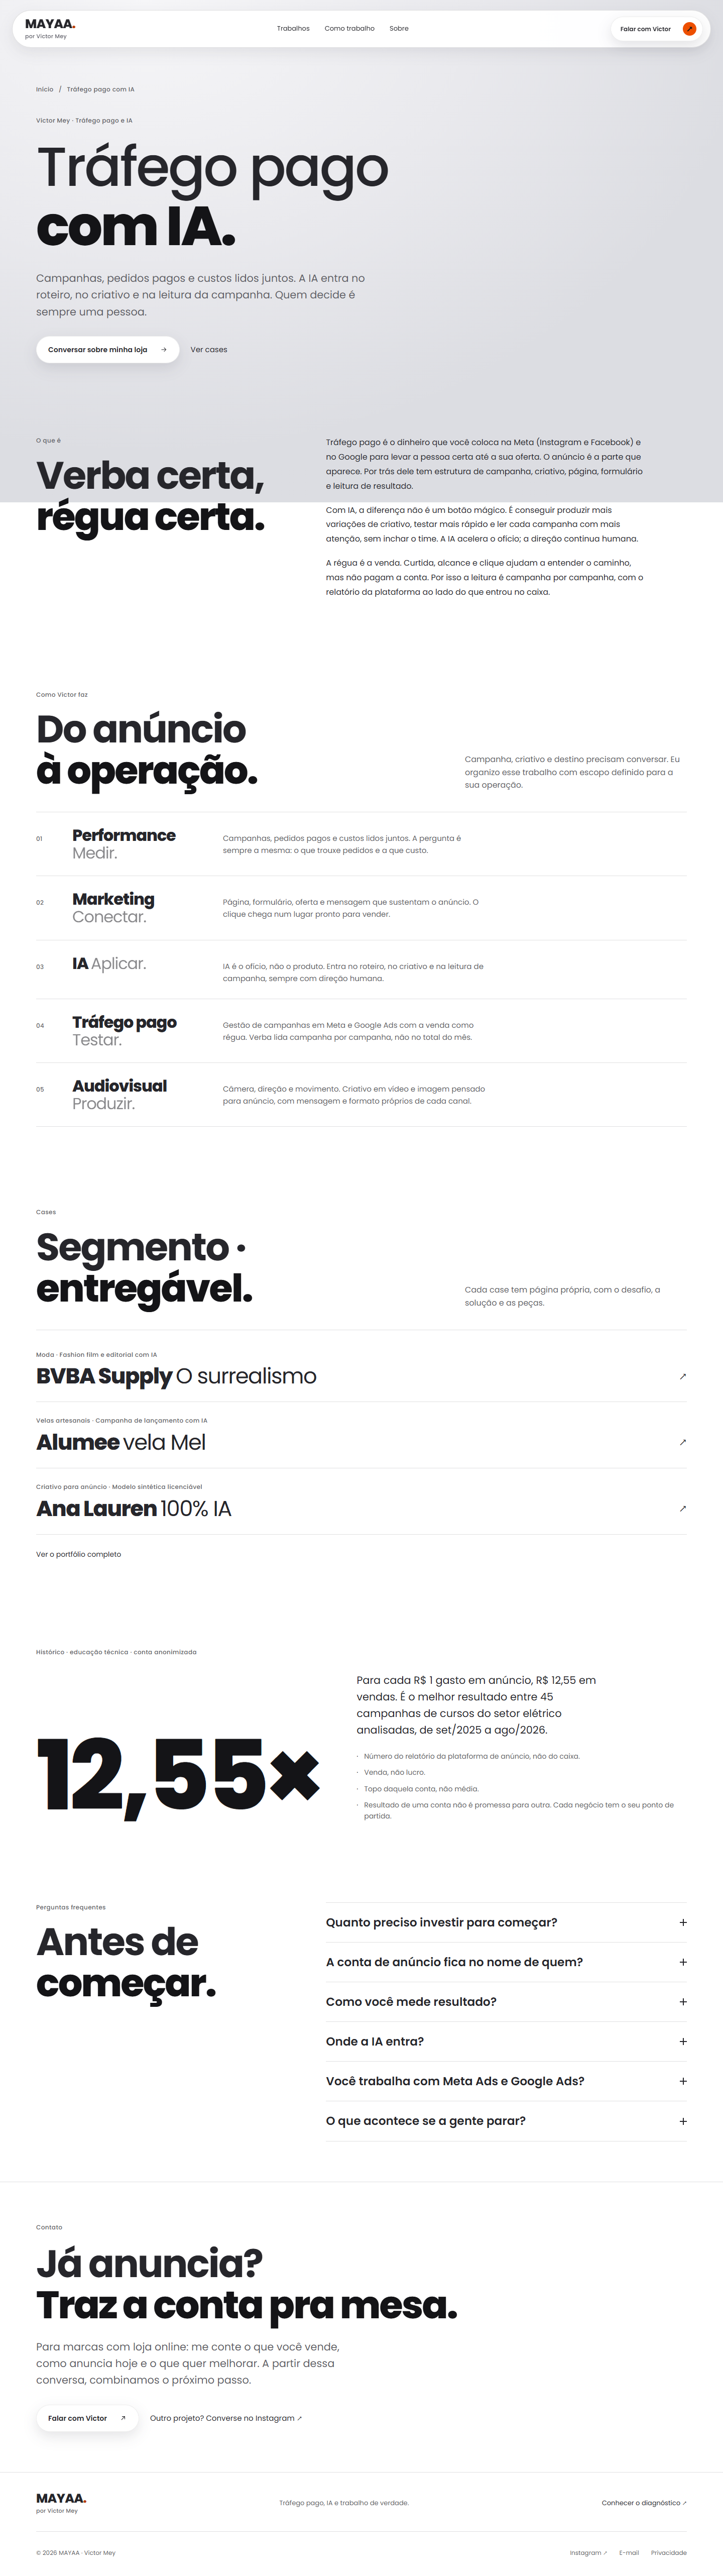 MAYAA.
por Victor Mey
Trabalhos
Como trabalho
Sobre
Falar com Victor ↗
Início / Tráfego pago com IA
Victor Mey · Tráfego pago e IA
Tráfego pago
com IA.
Campanhas, pedidos pagos e custos lidos juntos. A IA entra no
roteiro, no criativo e na leitura da campanha. Quem decide é
sempre uma pessoa.
Conversar sobre minha loja →
Ver cases
O que é
Verba certa,
régua certa.
Tráfego pago é o dinheiro que você coloca na Meta (Instagram e Facebook) e
no Google para levar a pessoa certa até a sua oferta. O anúncio é a parte que
aparece. Por trás dele tem estrutura de campanha, criativo, página, formulário
e leitura de resultado.
Com IA, a diferença não é um botão mágico. É conseguir produzir mais
variações de criativo, testar mais rápido e ler cada campanha com mais
atenção, sem inchar o time. A IA acelera o ofício; a direção continua humana.
A régua é a venda. Curtida, alcance e clique ajudam a entender o caminho,
mas não pagam a conta. Por isso a leitura é campanha por campanha, com o
relatório da plataforma ao lado do que entrou no caixa.
Como Victor faz
Do anúncio
à operação.
Campanha, criativo e destino precisam conversar. Eu
organizo esse trabalho com escopo definido para a
sua operação.
01
Performance
Medir.
Campanhas, pedidos pagos e custos lidos juntos. A pergunta é
sempre a mesma: o que trouxe pedidos e a que custo.
02
Marketing
Conectar.
Página, formulário, oferta e mensagem que sustentam o anúncio. O
clique chega num lugar pronto para vender.
03
IA Aplicar.
IA é o ofício, não o produto. Entra no roteiro, no criativo e na leitura de
campanha, sempre com direção humana.
04
Tráfego pago
Testar.
Gestão de campanhas em Meta e Google Ads com a venda como
régua. Verba lida campanha por campanha, não no total do mês.
05
Audiovisual
Produzir.
Câmera, direção e movimento. Criativo em vídeo e imagem pensado
para anúncio, com mensagem e formato próprios de cada canal.
Cases
Segmento ·
entregável.
Cada case tem página própria, com o desafio, a
solução e as peças.
Moda · Fashion film e editorial com IA
BVBA Supply O surrealismo ↗
Velas artesanais · Campanha de lançamento com IA
Alumee vela Mel ↗
Criativo para anúncio · Modelo sintética licenciável
Ana Lauren 100% IA ↗
Ver o portfólio completo
Histórico · educação técnica · conta anonimizada
12,55×
Para cada R$ 1 gasto em anúncio, R$ 12,55 em
vendas. É o melhor resultado entre 45
campanhas de cursos do setor elétrico
analisadas, de set/2025 a ago/2026.
· Número do relatório da plataforma de anúncio, não do caixa.
· Venda, não lucro.
· Topo daquela conta, não média.
· Resultado de uma conta não é promessa para outra. Cada negócio tem o seu ponto de
partida.
Perguntas frequentes
Antes de
começar.
Quanto preciso investir para começar? +
A conta de anúncio fica no nome de quem? +
Como você mede resultado? +
Onde a IA entra? +
Você trabalha com Meta Ads e Google Ads? +
O que acontece se a gente parar? +
Contato
Já anuncia?
Traz a conta pra mesa.
Para marcas com loja online: me conte o que você vende,
como anuncia hoje e o que quer melhorar. A partir dessa
conversa, combinamos o próximo passo.
Falar com Victor ↗
Outro projeto? Converse no Instagram ↗
MAYAA.
por Victor Mey
Tráfego pago, IA e trabalho de verdade.
Conhecer o diagnóstico ↗
© 2026 MAYAA · Victor Mey
Instagram ↗
E-mail
Privacidade